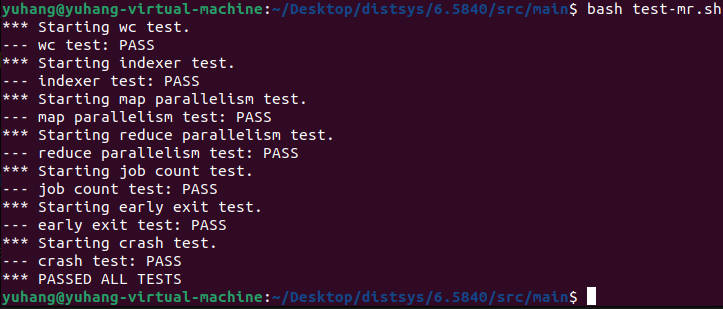 yuhang@yuhang-virtual-machine:~/Desktop/distsys/6.5840/src/main$ bash test-mr.sh
*** Starting wc test.
--- wc test: PASS
*** Starting indexer test.
--- indexer test: PASS
*** Starting map parallelism test.
--- map parallelism test: PASS
*** Starting reduce parallelism test.
--- reduce parallelism test: PASS
*** Starting job count test.
--- job count test: PASS
*** Starting early exit test.
--- early exit test: PASS
*** Starting crash test.
--- crash test: PASS
*** PASSED ALL TESTS
yuhang@yuhang-virtual-machine:~/Desktop/distsys/6.5840/src/main$